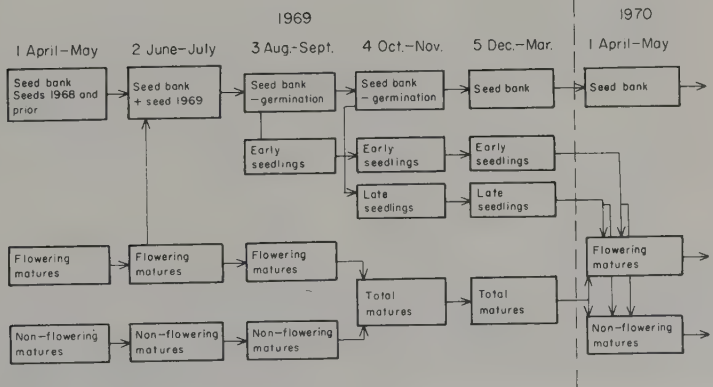 1969
1970
1 April–May
2 June–July
3 Aug.-Sept.
4 Oct.–Nov.
5 Dec.–Mar.
1 April–May
Seed bank
Seeds 1968 and
prior
Seed bank
+ seed 1969
Seed bank
–germination
Seed bank
–germination
Seed bank
Seed bank
Early
seedlings
Early
seedlings
Early
seedlings
Late
seedlings
Late
seedlings
Flowering
matures
Flowering
matures
Flowering
matures
Total
matures
Total
matures
Flowering
matures
Non-flowering
matures
Non-flowering
matures
Non-flowering
matures
Non-flowering
matures